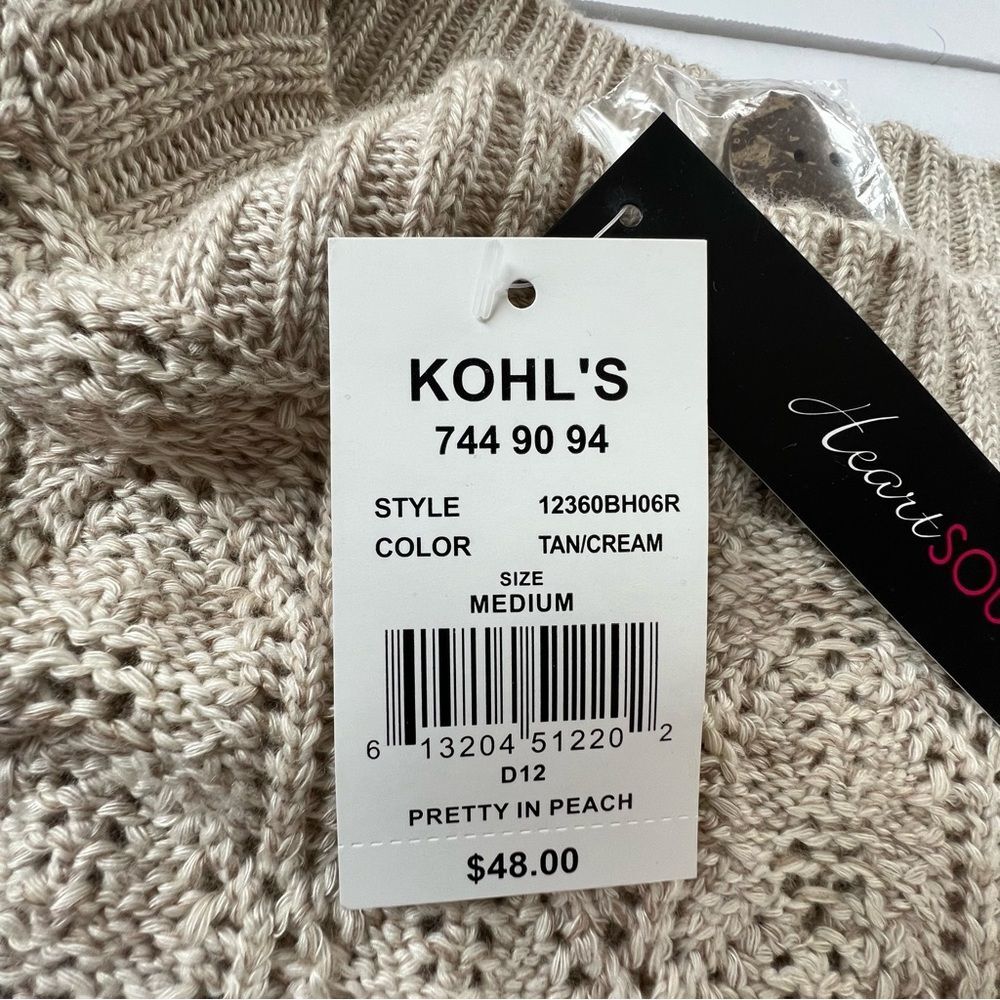 KOHL'S
744 90 94
STYLE 12360BH06R
COLOR TAN/CREAM
SIZE
MEDIUM
6 13204 51220 2
D12
PRETTY IN PEACH
$48.00
Heart